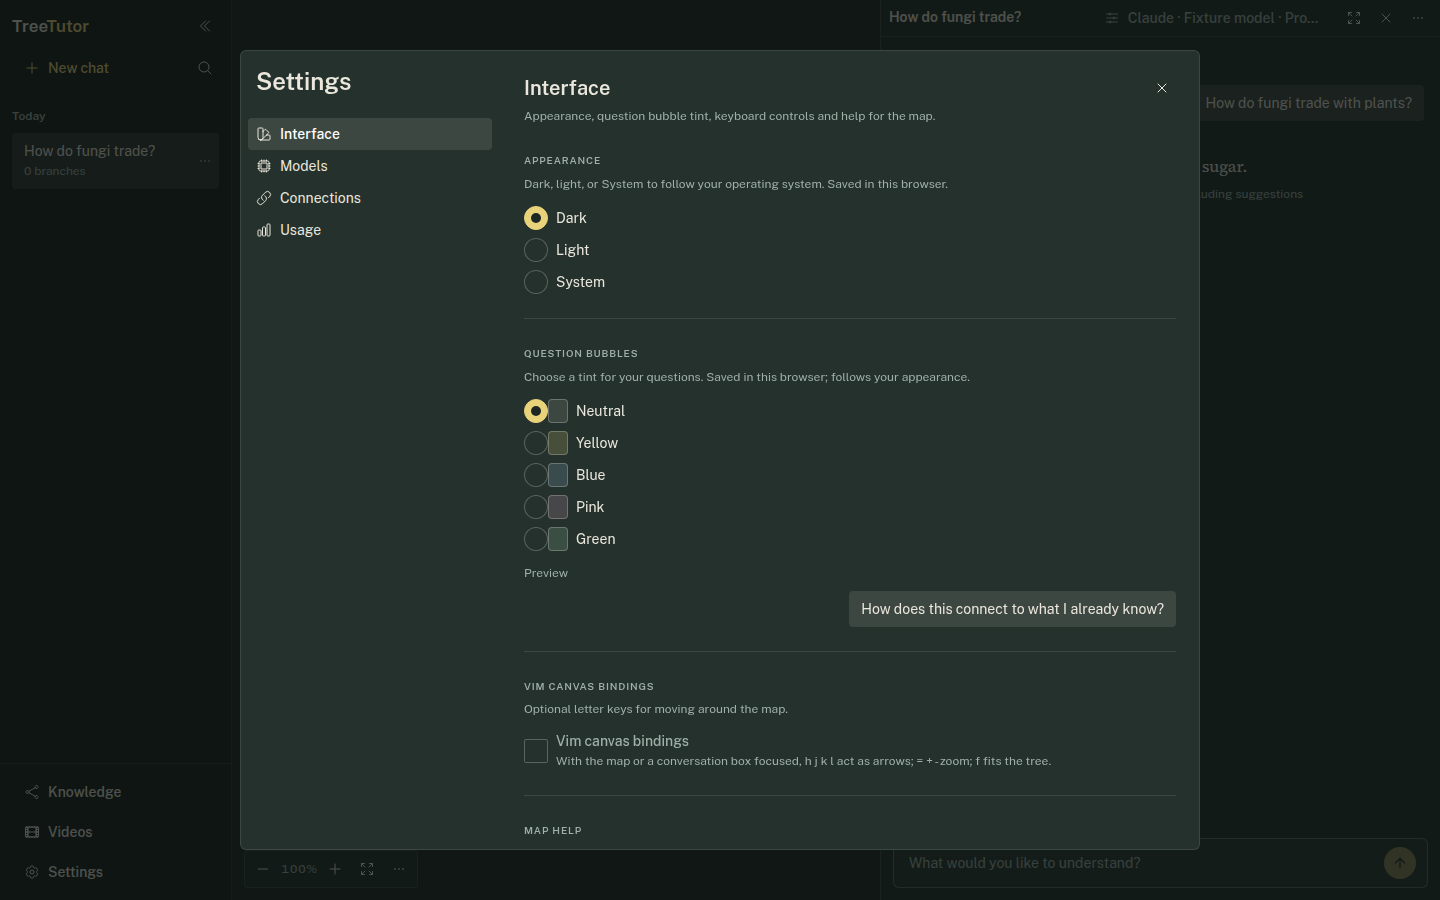 TreeTutor
New chat
Today
How do fungi trade?
0 branches
Knowledge
Videos
Settings
How do fungi trade?
Claude · Fixture model · Pro...
How do fungi trade with plants?
sugar.
uding suggestions
What would you like to understand?
100%
Settings
Interface
Models
Connections
Usage
Interface
Appearance, question bubble tint, keyboard controls and help for the map.
APPEARANCE
Dark, light, or System to follow your operating system. Saved in this browser.
Dark
Light
System
QUESTION BUBBLES
Choose a tint for your questions. Saved in this browser; follows your appearance.
Neutral
Yellow
Blue
Pink
Green
Preview
How does this connect to what I already know?
VIM CANVAS BINDINGS
Optional letter keys for moving around the map.
Vim canvas bindings
With the map or a conversation box focused, h j k l act as arrows; = + - zoom; f fits the tree.
MAP HELP